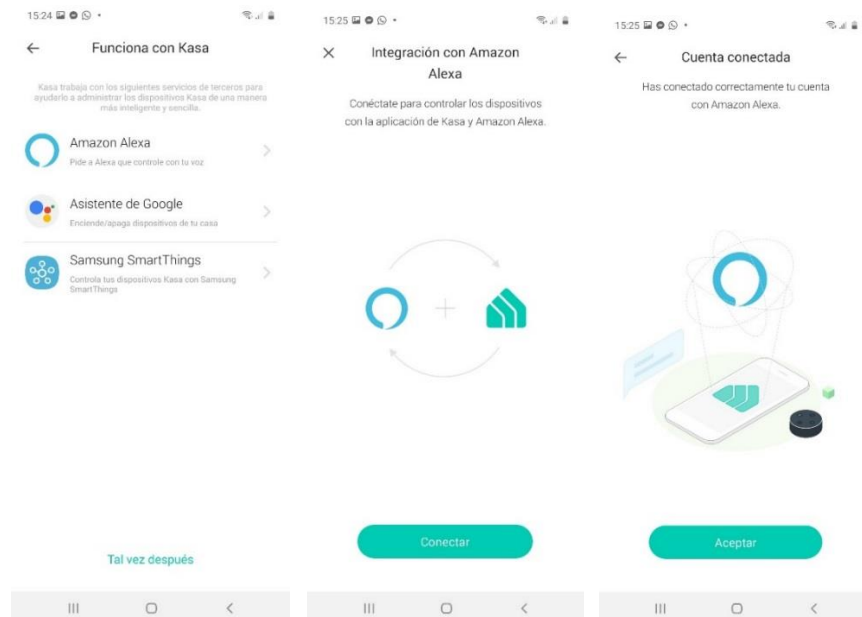 15:24
Funciona con Kasa
Kasa trabaja con los siguientes servicios de terceros para
ayudarlo a administrar los dispositivos Kasa de una manera
más inteligente y sencilla.
Amazon Alexa
Pide a Alexa que controle con tu voz
Asistente de Google
Enciende/apaga dispositivos de tu casa
Samsung SmartThings
Controla tus dispositivos Kasa con Samsung
SmartThings
Tal vez después
15:25
Integración con Amazon
Alexa
Conéctate para controlar los dispositivos
con la aplicación de Kasa y Amazon Alexa.
Conectar
15:25
Cuenta conectada
Has conectado correctamente tu cuenta
con Amazon Alexa.
Aceptar